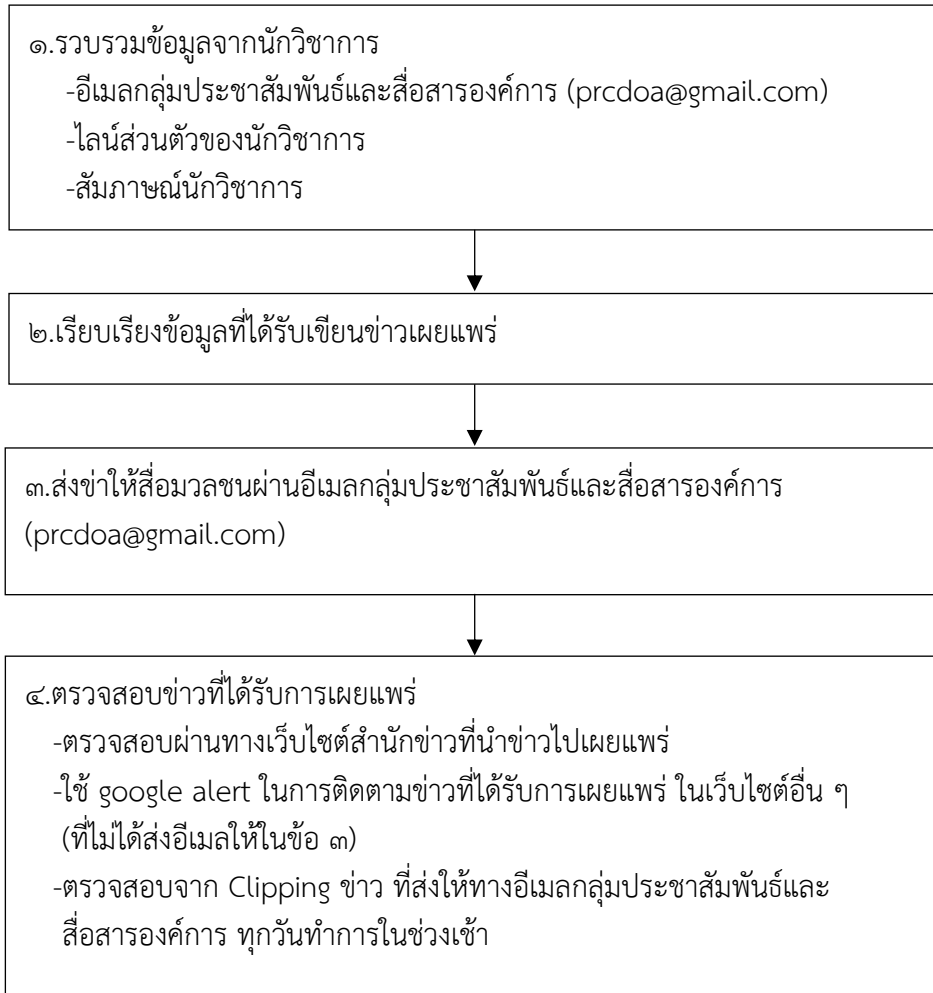 ๑.รวบรวมข้อมูลจากนักวิชาการ
-อีเมลกลุ่มประชาสัมพันธ์และสื่อสารองค์การ (prcdoa@gmail.com)
-ไลน์ส่วนตัวของนักวิชาการ
-สัมภาษณ์นักวิชาการ
๒.เรียบเรียงข้อมูลที่ได้รับเขียนข่าวเผยแพร่
๓.ส่งข่าให้สื่อมวลชนผ่านอีเมลกลุ่มประชาสัมพันธ์และสื่อสารองค์การ
(prcdoa@gmail.com)
๔.ตรวจสอบข่าวที่ได้รับการเผยแพร่
-ตรวจสอบผ่านทางเว็บไซต์สำนักข่าวที่นำข่าวไปเผยแพร่
-ใช้ google alert ในการติดตามข่าวที่ได้รับการเผยแพร่ ในเว็บไซต์อื่น ๆ
(ที่ไม่ได้ส่งอีเมลให้ในข้อ ๓)
-ตรวจสอบจาก Clipping ข่าว ที่ส่งให้ทางอีเมลกลุ่มประชาสัมพันธ์และ
สื่อสารองค์การ ทุกวันทำการในช่วงเช้า